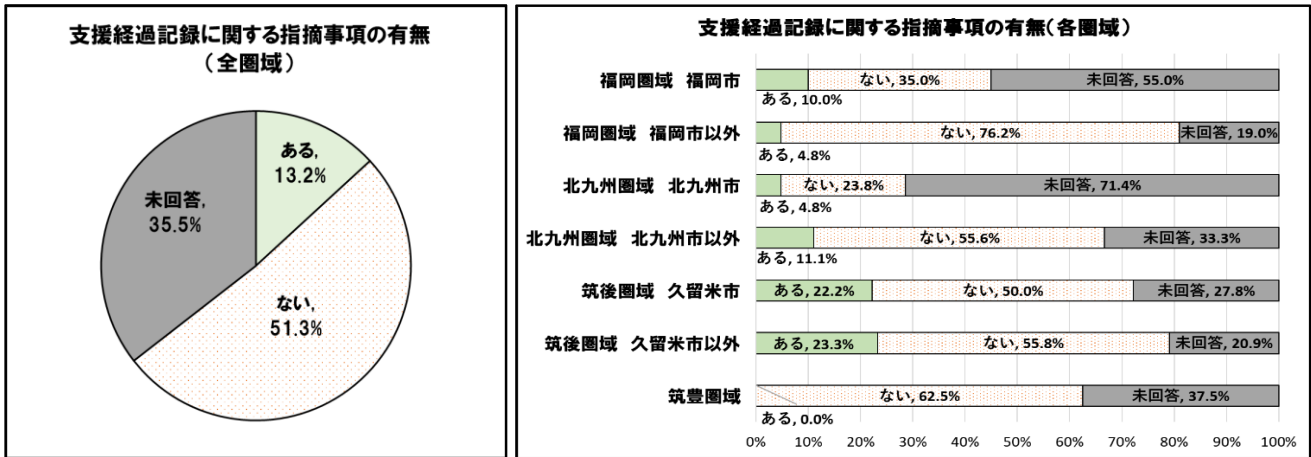 支援経過記録に関する指摘事項の有無
（全圏域）
ある,
13.2%
未回答,
35.5%
ない,
51.3%
支援経過記録に関する指摘事項の有無（各圏域）
福岡圏域 福岡市
ない, 35.0%
未回答, 55.0%
ある, 10.0%
福岡圏域 福岡市以外
ない, 76.2%
未回答, 19.0%
ある, 4.8%
北九州圏域 北九州市
ない, 23.8%
未回答, 71.4%
ある, 4.8%
北九州圏域 北九州市以外
ない, 55.6%
未回答, 33.3%
ある, 11.1%
筑後圏域 久留米市
ある, 22.2%
ない, 50.0%
未回答, 27.8%
筑後圏域 久留米市以外
ある, 23.3%
ない, 55.8%
未回答, 20.9%
筑豊圏域
ない, 62.5%
未回答, 37.5%
ある, 0.0%
0% 10% 20% 30% 40% 50% 60% 70% 80% 90% 100%